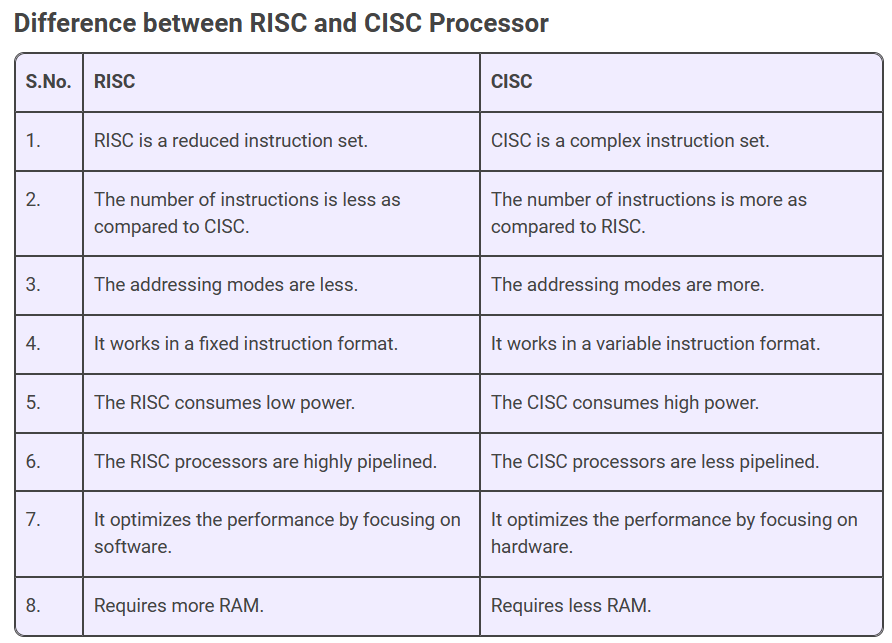 Difference between RISC and CISC Processor
S.No. RISC CISC
1. RISC is a reduced instruction set. CISC is a complex instruction set.
2. The number of instructions is less as The number of instructions is more as
compared to CISC. compared to RISC.
3. The addressing modes are less. The addressing modes are more.
4. It works in a fixed instruction format. It works in a variable instruction format.
5. The RISC consumes low power. The CISC consumes high power.
6. The RISC processors are highly pipelined. The CISC processors are less pipelined.
7. It optimizes the performance by focusing on It optimizes the performance by focusing on
software. hardware.
8. Requires more RAM. Requires less RAM.